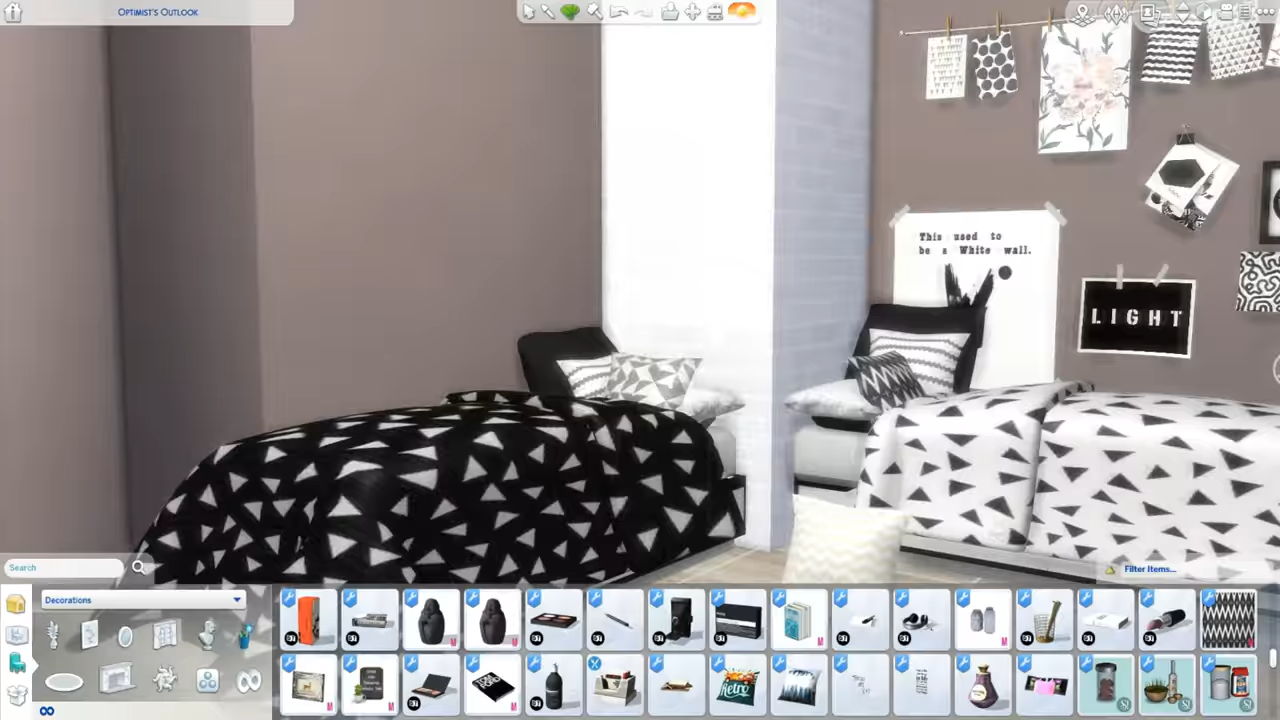 OPTIMIST'S OUTLOOK
This used to
be a White wall.
LIGHT
Search
Filter Items...
Decorations
Retro